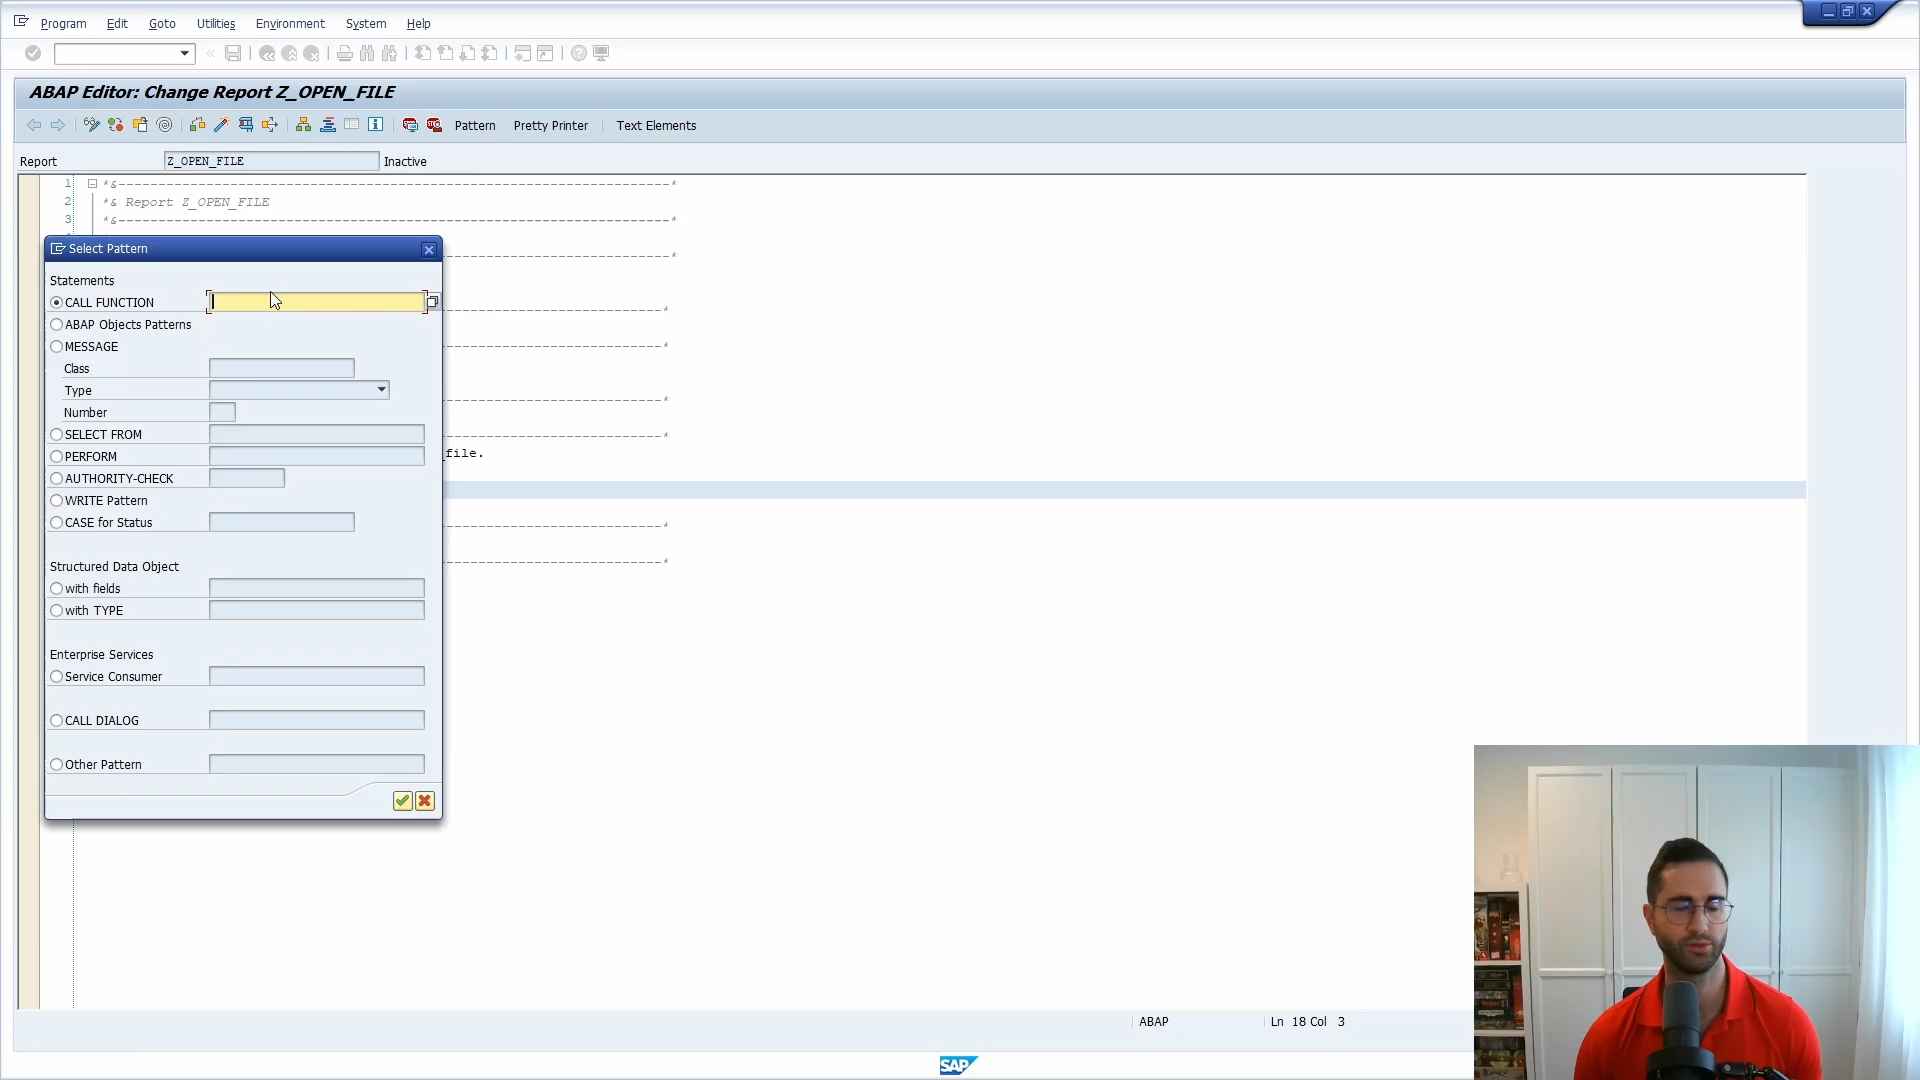 Program Edit Goto Utilities Environment System Help
ABAP Editor: Change Report Z_OPEN_FILE
Pattern Pretty Printer Text Elements
Report Z_OPEN_FILE Inactive
1 *&---------------------------------------------------------------------*
2 *& Report Z_OPEN_FILE
3 *&---------------------------------------------------------------------*
Select Pattern
Statements
CALL FUNCTION
ABAP Objects Patterns
MESSAGE
Class
Type
Number
SELECT FROM
PERFORM
_file.
AUTHORITY-CHECK
WRITE Pattern
CASE for Status
Structured Data Object
with fields
with TYPE
Enterprise Services
Service Consumer
CALL DIALOG
Other Pattern
ABAP Ln 18 Col 3
SAP